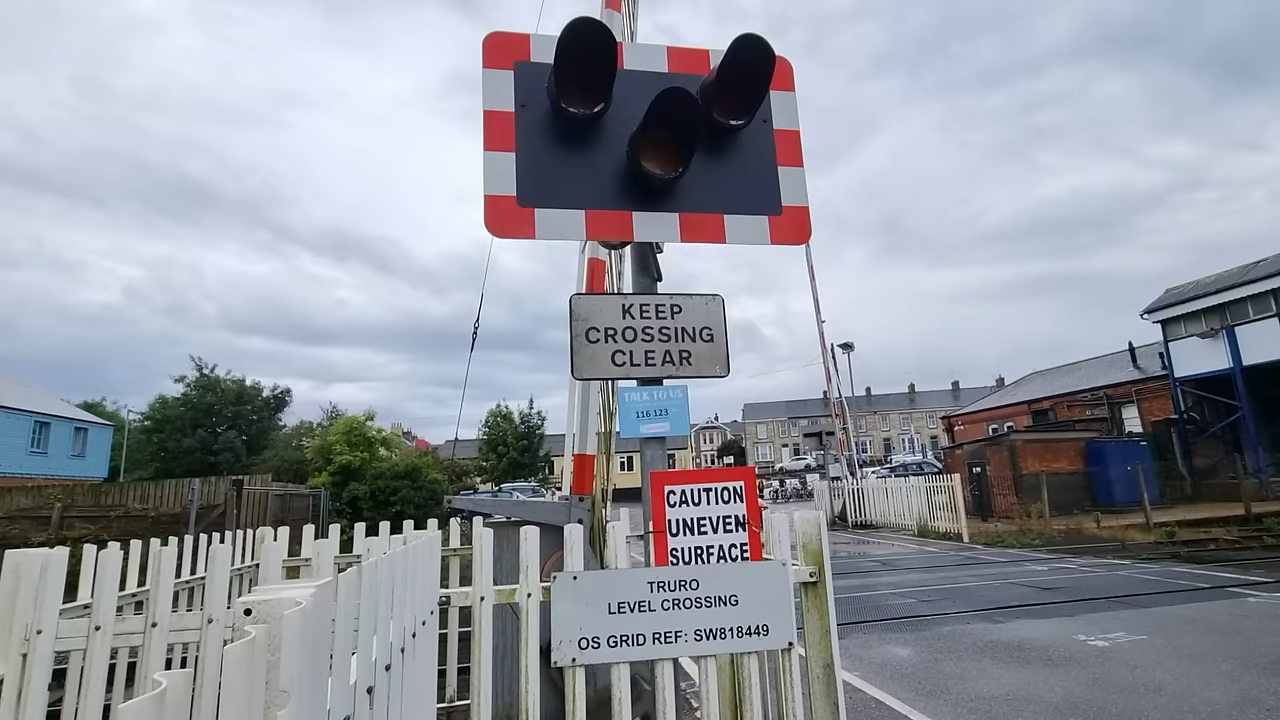 KEEP
CROSSING
CLEAR
TALK TO US
116 123
CAUTION
UNEVEN
SURFACE
TRURO
LEVEL CROSSING
OS GRID REF: SW818449